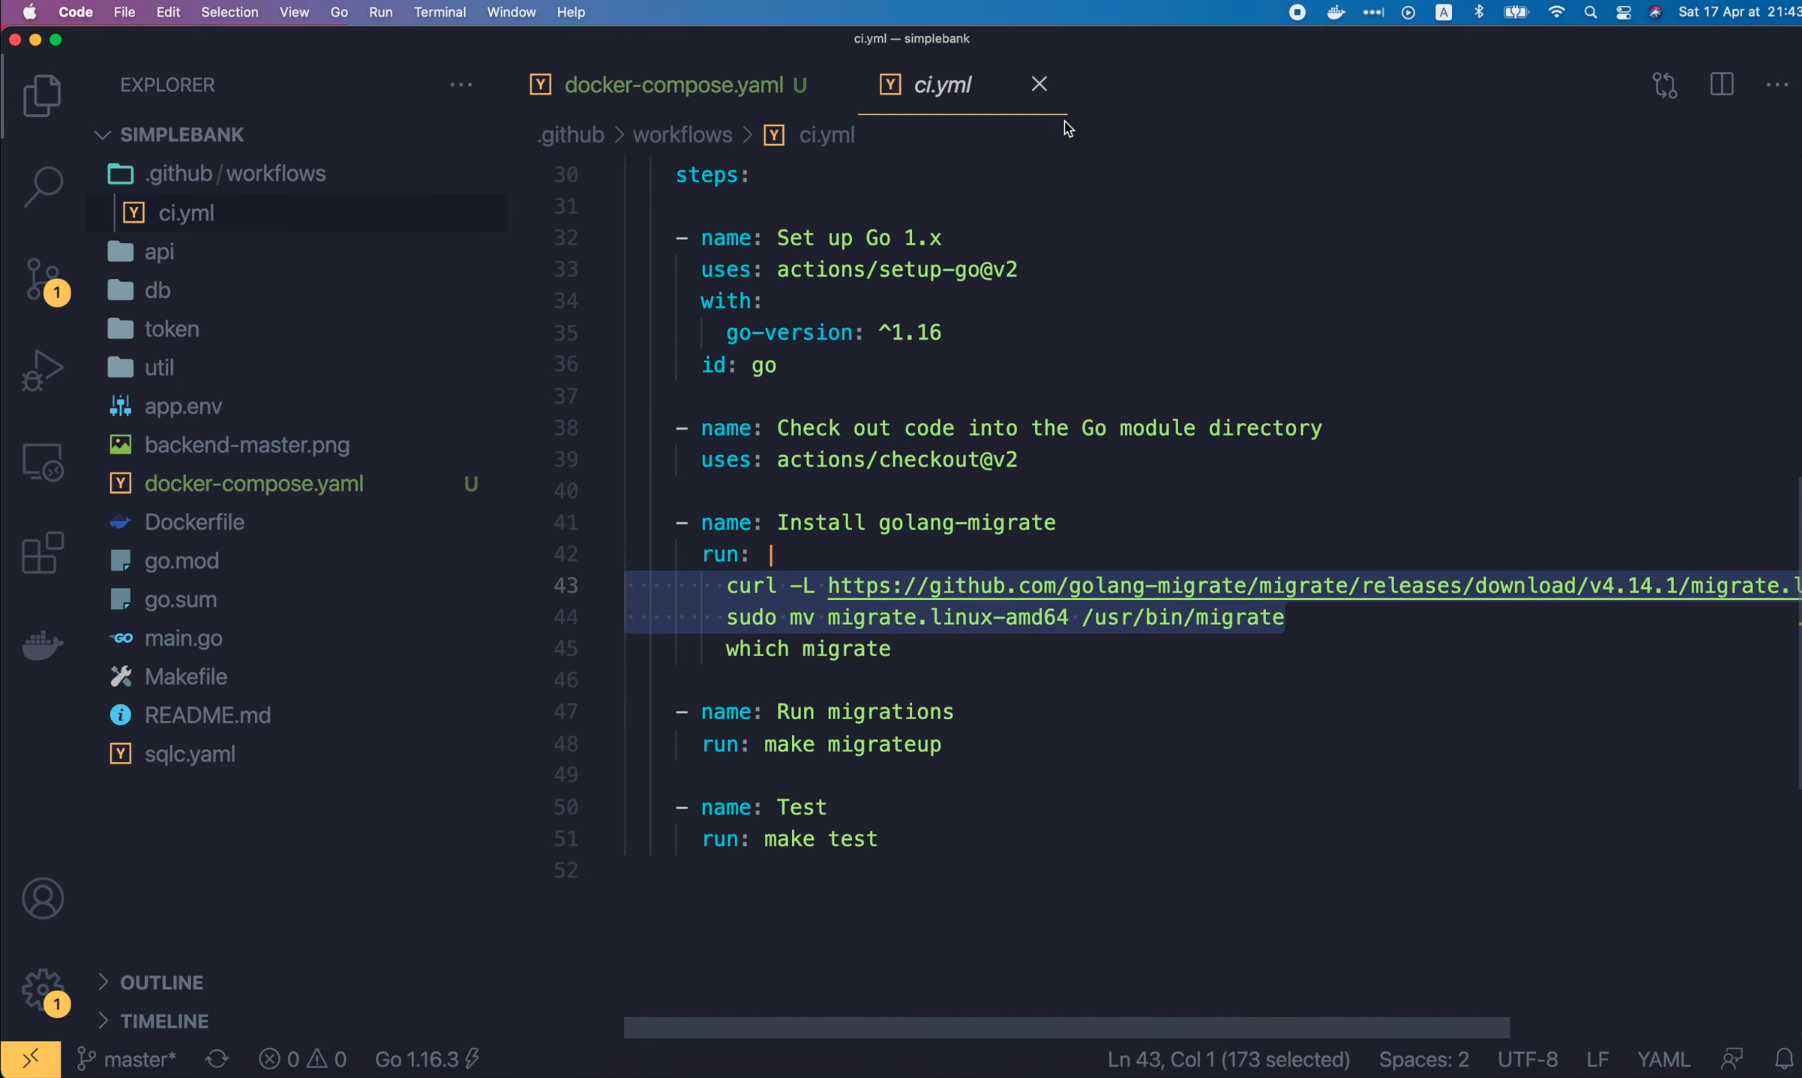 Code File Edit Selection View Go Run Terminal Window Help
A
Sat 17 Apr at 21:43
ci.yml — simplebank
EXPLORER
SIMPLEBANK
.github / workflows
Y ci.yml
api
db
token
util
app.env
backend-master.png
Y docker-compose.yaml U
Dockerfile
go.mod
go.sum
GO main.go
Makefile
i README.md
Y sqlc.yaml
OUTLINE
TIMELINE
1
1
Y docker-compose.yaml U
Y ci.yml
.github > workflows > Y ci.yml
30 steps:
31
32 - name: Set up Go 1.x
33 uses: actions/setup-go@v2
34 with:
35 go-version: ^1.16
36 id: go
37
38 - name: Check out code into the Go module directory
39 uses: actions/checkout@v2
40
41 - name: Install golang-migrate
42 run: |
43 curl -L https://github.com/golang-migrate/migrate/releases/download/v4.14.1/migrate.l
44 sudo mv migrate.linux-amd64 /usr/bin/migrate
45 which migrate
46
47 - name: Run migrations
48 run: make migrateup
49
50 - name: Test
51 run: make test
52
master* 0 0 Go 1.16.3 Ln 43, Col 1 (173 selected) Spaces: 2 UTF-8 LF YAML